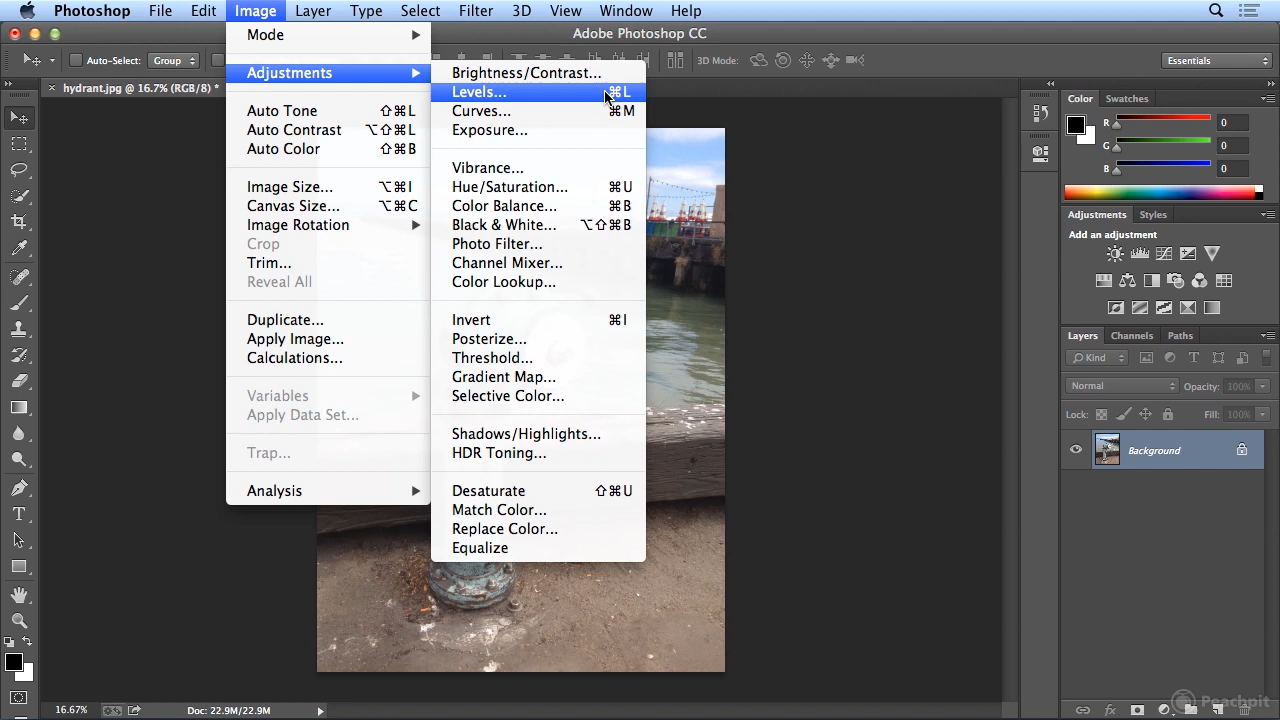 Photoshop File Edit Image Layer Type Select Filter 3D View Window Help
Adobe Photoshop CC
Auto-Select: Group
3D Mode:
Essentials
hydrant.jpg @ 16.7% (RGB/8) *
Mode
Adjustments
Auto Tone ⇧⌘L
Auto Contrast ⌥⇧⌘L
Auto Color ⇧⌘B
Image Size... ⌥⌘I
Canvas Size... ⌥⌘C
Image Rotation
Crop
Trim...
Reveal All
Duplicate...
Apply Image...
Calculations...
Variables
Apply Data Set...
Trap...
Analysis
Brightness/Contrast...
Levels... ⌘L
Curves... ⌘M
Exposure...
Vibrance...
Hue/Saturation... ⌘U
Color Balance... ⌘B
Black & White... ⌥⇧⌘B
Photo Filter...
Channel Mixer...
Color Lookup...
Invert ⌘I
Posterize...
Threshold...
Gradient Map...
Selective Color...
Shadows/Highlights...
HDR Toning...
Desaturate ⇧⌘U
Match Color...
Replace Color...
Equalize
Color Swatches
R 0
G 0
B 0
Adjustments Styles
Add an adjustment
Layers Channels Paths
Kind
Normal Opacity: 100%
Lock: Fill: 100%
Background
16.67% Doc: 22.9M/22.9M
Peachpit